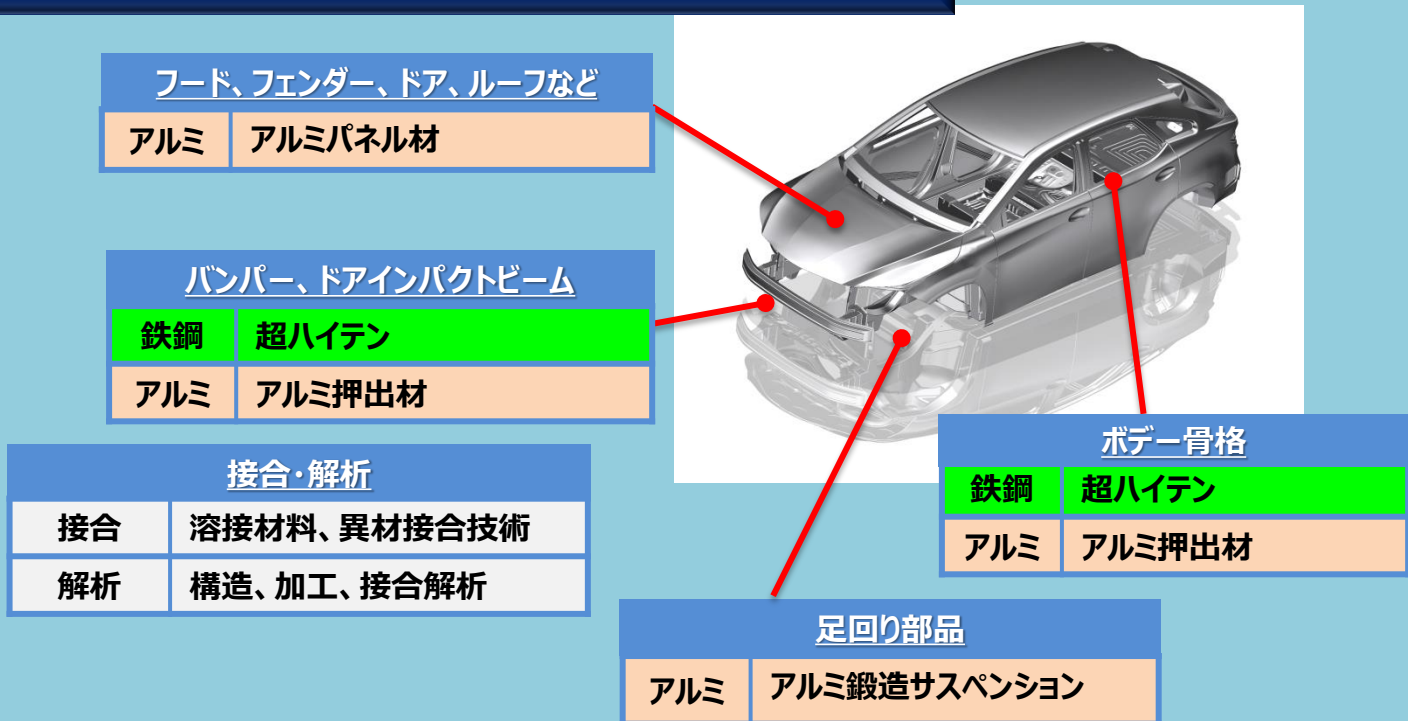 フード、フェンダー、ドア、ルーフなど
アルミ アルミパネル材
バンパー、ドアインパクトビーム
鉄鋼 超ハイテン
アルミ アルミ押出材
接合・解析
接合 溶接材料、異材接合技術
解析 構造、加工、接合解析
ボデー骨格
鉄鋼 超ハイテン
アルミ アルミ押出材
足回り部品
アルミ アルミ鍛造サスペンション